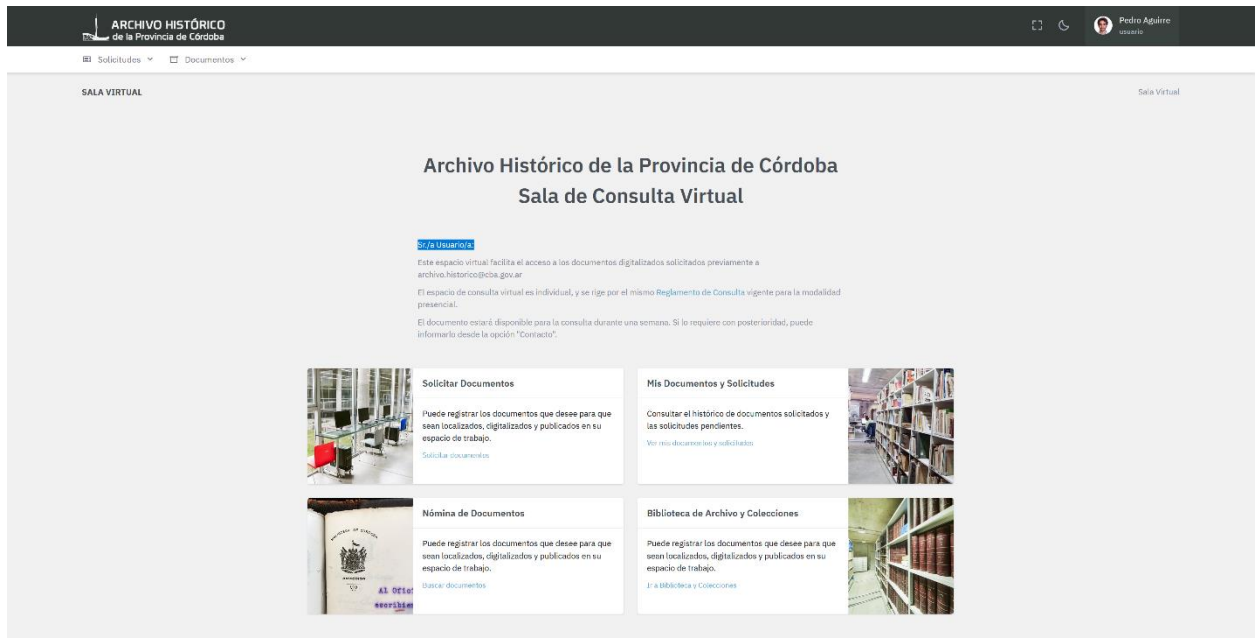 ARCHIVO HISTÓRICO
de la Provincia de Córdoba
Pedro Aguirre
usuario
Solicitudes
Documentos
SALA VIRTUAL
Sala Virtual
Archivo Histórico de la Provincia de Córdoba
Sala de Consulta Virtual
Sr./a Usuario/a:
Este espacio virtual facilita el acceso a los documentos digitalizados solicitados previamente a
archivo.historico@cba.gov.ar
El espacio de consulta virtual es individual, y se rige por el mismo Reglamento de Consulta vigente para la modalidad
presencial.
El documento estará disponible para la consulta durante una semana. Si lo requiere con posterioridad, puede
informarlo desde la opción "Contacto".
Solicitar Documentos
Puede registrar los documentos que desee para que
sean localizados, digitalizados y publicados en su
espacio de trabajo.
Solicitar documentos
Mis Documentos y Solicitudes
Consultar el histórico de documentos solicitados y
las solicitudes pendientes.
Ver mis documentos y solicitudes
Nómina de Documentos
Puede registrar los documentos que desee para que
sean localizados, digitalizados y publicados en su
espacio de trabajo.
Buscar documentos
Al
escribien
Biblioteca de Archivo y Colecciones
Puede registrar los documentos que desee para que
sean localizados, digitalizados y publicados en su
espacio de trabajo.
Ir a Biblioteca y Colecciones